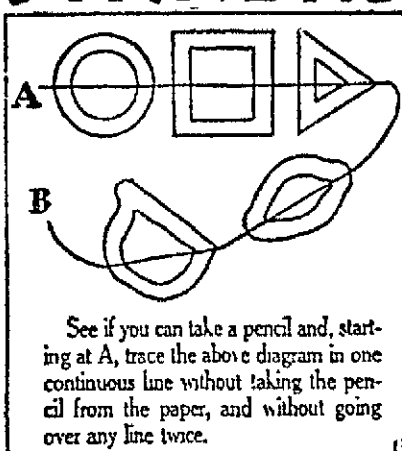 A
B
See if you can take a pencil and, start-
ing at A, trace the above diagram in one
continuous line without taking the pen-
cil from the paper, and without going
over any line twice.